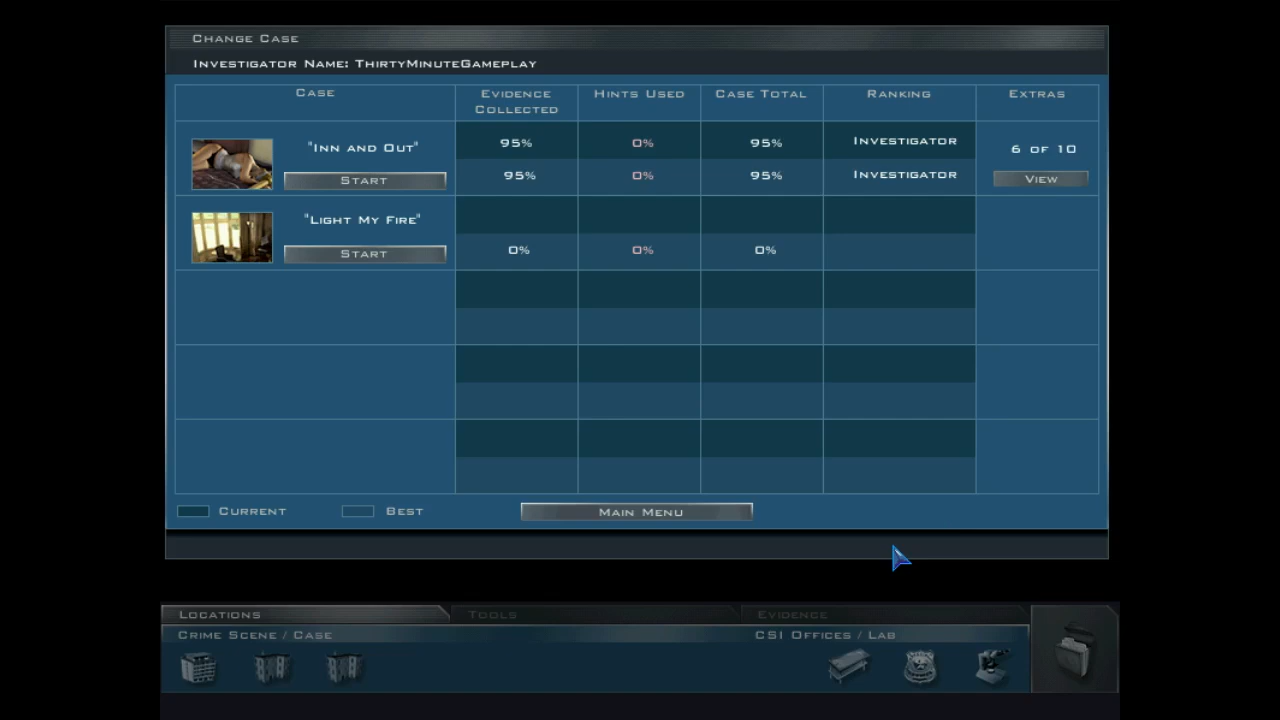 Change Case
Investigator Name: ThirtyMinuteGameplay
Case
Evidence Collected
Hints Used
Case Total
Ranking
Extras
"Inn and Out"
Start
95%
0%
95%
Investigator
95%
0%
95%
Investigator
6 of 10
View
"Light My Fire"
Start
0%
0%
0%
Current
Best
Main Menu
Locations
Tools
Evidence
Crime Scene / Case
CSI Offices / Lab